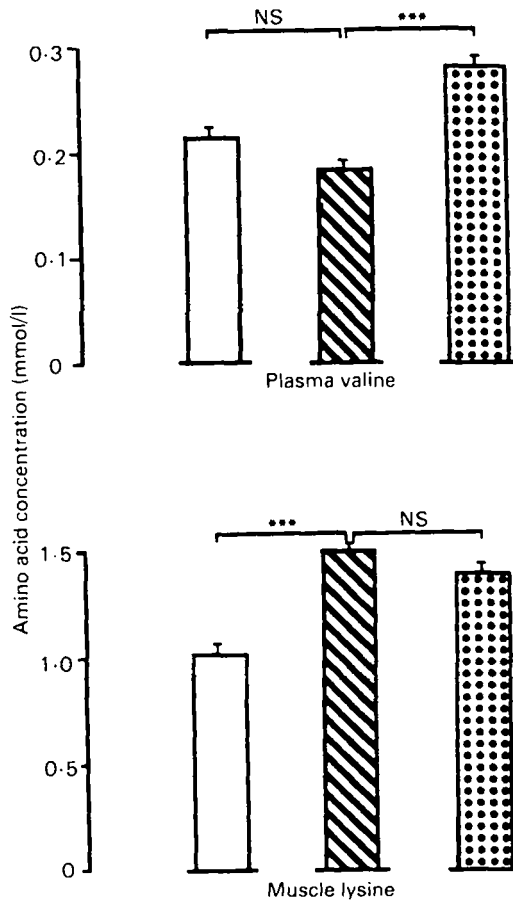 NS ***
0·3
0·2
0·1
0
Plasma valine
Amino acid concentration (mmol/l)
*** NS
1·5
1·0
0·5
0
Muscle lysine